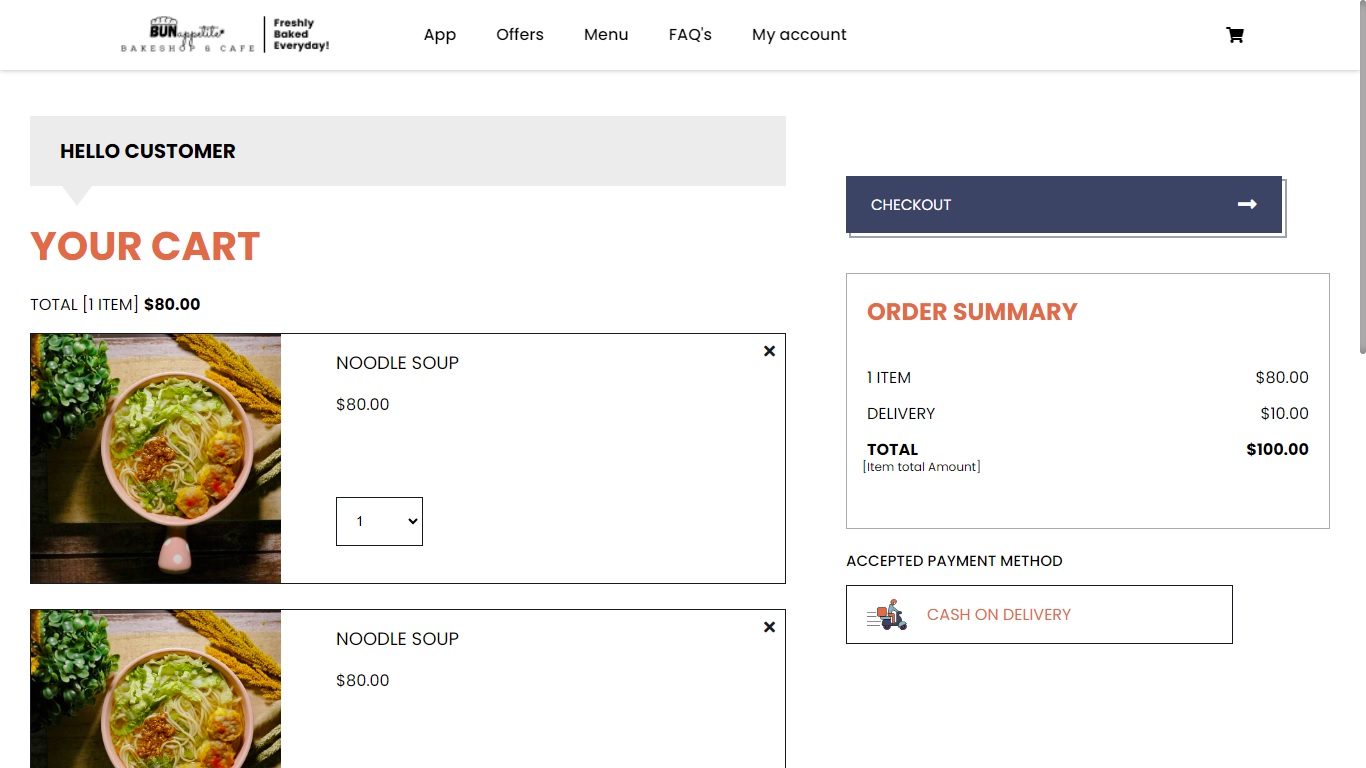 BUNappetite
BAKESHOP & CAFE
Freshly
Baked
Everyday!
App
Offers
Menu
FAQ's
My account
HELLO CUSTOMER
YOUR CART
TOTAL [1 ITEM] $80.00
NOODLE SOUP
$80.00
1
NOODLE SOUP
$80.00
CHECKOUT
ORDER SUMMARY
1 ITEM $80.00
DELIVERY $10.00
TOTAL $100.00
[Item total Amount]
ACCEPTED PAYMENT METHOD
CASH ON DELIVERY